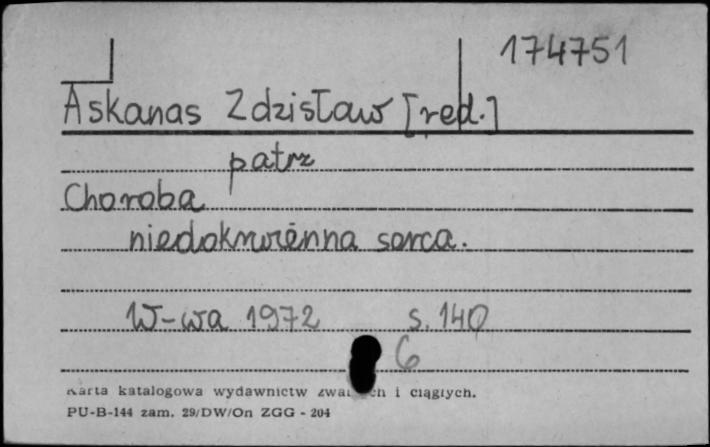 174751
Askanas Zdzisław [red.]
patrz
Choroba
niedokrwienna serca.
W-wa 1972 s. 140
6
Karta katalogowa wydawnictw i ciągłych.
PU-B-144 zam. 29/DW/On ZGG - 204